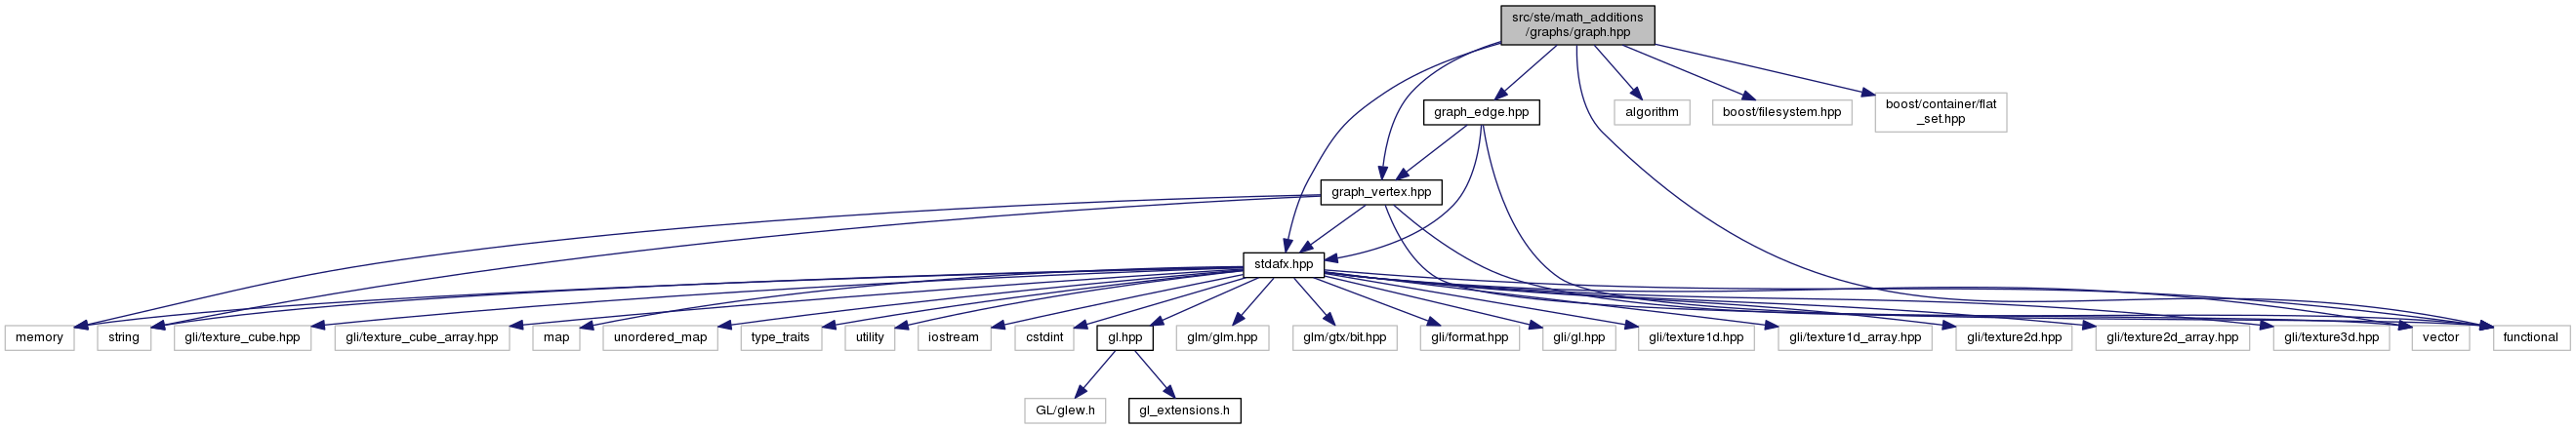 src/ste/math_additions
/graphs/graph.hpp
graph_edge.hpp
algorithm
boost/filesystem.hpp
boost/container/flat
_set.hpp
graph_vertex.hpp
stdafx.hpp
memory
string
gli/texture_cube.hpp
gli/texture_cube_array.hpp
map
unordered_map
type_traits
utility
iostream
cstdint
gl.hpp
glm/glm.hpp
glm/gtx/bit.hpp
gli/format.hpp
gli/gl.hpp
gli/texture1d.hpp
gli/texture1d_array.hpp
gli/texture2d.hpp
gli/texture2d_array.hpp
gli/texture3d.hpp
vector
functional
GL/glew.h
gl_extensions.h